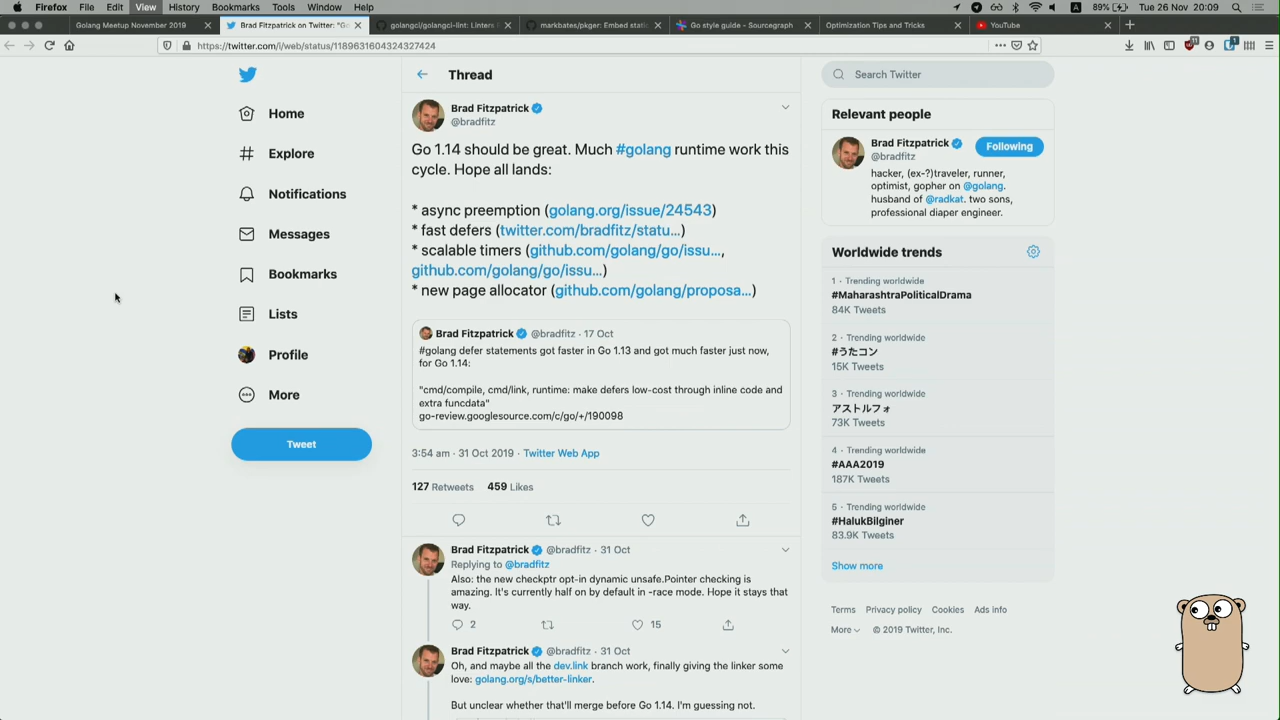 Firefox File Edit View History Bookmarks Tools Window Help
89% Tue 26 Nov 20:09
Golang Meetup November 2019 ×
Brad Fitzpatrick on Twitter: "Go ×
golangci/golangci-lint: Linters ×
markbates/pkger: Embed static ×
Go style guide - Sourcegraph ×
Optimization Tips and Tricks ×
YouTube ×
https://twitter.com/i/web/status/1189631604324327424
11
1
Home
Explore
Notifications
Messages
Bookmarks
Lists
Profile
More
Tweet
Thread
Brad Fitzpatrick
@bradfitz
Go 1.14 should be great. Much #golang runtime work this
cycle. Hope all lands:
* async preemption (golang.org/issue/24543)
* fast defers (twitter.com/bradfitz/statu…)
* scalable timers (github.com/golang/go/issu…,
github.com/golang/go/issu…)
* new page allocator (github.com/golang/proposa…)
Brad Fitzpatrick @bradfitz · 17 Oct
#golang defer statements got faster in Go 1.13 and got much faster just now,
for Go 1.14:
"cmd/compile, cmd/link, runtime: make defers low-cost through inline code and
extra funcdata"
go-review.googlesource.com/c/go/+/190098
3:54 am · 31 Oct 2019 · Twitter Web App
127 Retweets 459 Likes
Brad Fitzpatrick @bradfitz · 31 Oct
Replying to @bradfitz
Also: the new checkptr opt-in dynamic unsafe.Pointer checking is
amazing. It's currently half on by default in -race mode. Hope it stays that
way.
2 15
Brad Fitzpatrick @bradfitz · 31 Oct
Oh, and maybe all the dev.link branch work, finally giving the linker some
love: golang.org/s/better-linker.
But unclear whether that'll merge before Go 1.14. I'm guessing not.
Search Twitter
Relevant people
Brad Fitzpatrick
@bradfitz
Following
hacker, (ex-?)traveler, runner,
optimist, gopher on @golang.
husband of @radkat. two sons,
professional diaper engineer.
Worldwide trends
1 · Trending worldwide
#MaharashtraPoliticalDrama
84K Tweets
2 · Trending worldwide
#うたコン
15K Tweets
3 · Trending worldwide
アストルフォ
73K Tweets
4 · Trending worldwide
#AAA2019
187K Tweets
5 · Trending worldwide
#HalukBilginer
83.9K Tweets
Show more
Terms Privacy policy Cookies Ads info
More © 2019 Twitter, Inc.